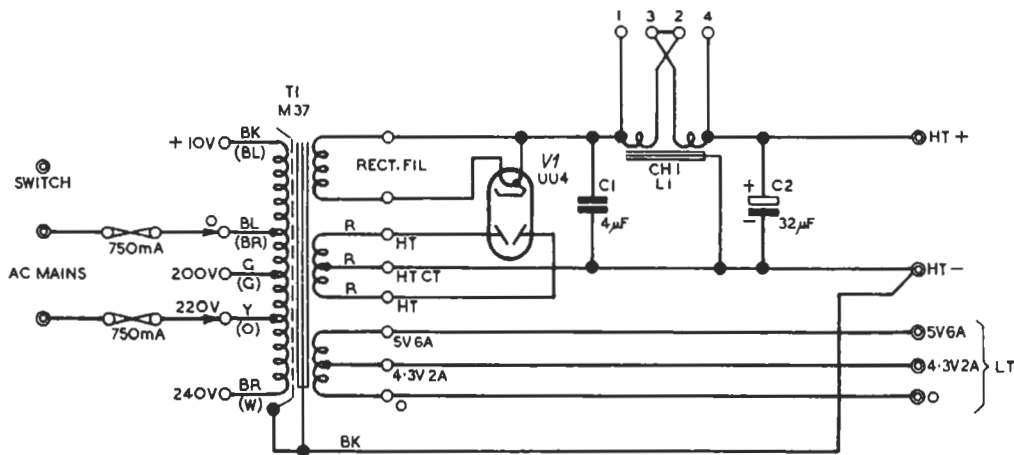 1 3 2 4
T1
M37
+10V BK
(BL)
HT+
RECT. FIL
V1
UU4
CH1
L1
C1
4µF
+ C2
- 32µF
SWITCH
O BL
(BR)
750mA
R HT
AC MAINS
200V G
(G)
R HT CT
HT-
R HT
220V Y
(O)
750mA
5V6A
5V6A
4·3V2A
4·3V2A
LT
240V BR
(W)
O
O
BK